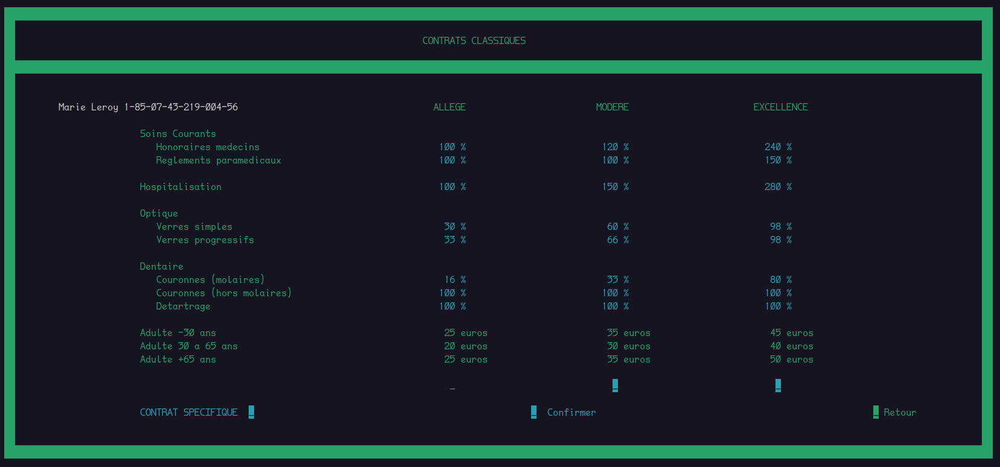 CONTRATS CLASSIQUES
Marie Leroy 1-85-07-43-219-004-56 ALLEGE MODERE EXCELLENCE
Soins Courants
Honoraires medecins 100 % 120 % 240 %
Reglements paramedicaux 100 % 100 % 150 %
Hospitalisation 100 % 150 % 280 %
Optique
Verres simples 30 % 60 % 98 %
Verres progressifs 33 % 66 % 98 %
Dentaire
Couronnes (molaires) 16 % 33 % 80 %
Couronnes (hors molaires) 100 % 100 % 100 %
Detartrage 100 % 100 % 100 %
Adulte -30 ans 25 euros 35 euros 45 euros
Adulte 30 a 65 ans 20 euros 30 euros 40 euros
Adulte +65 ans 25 euros 35 euros 50 euros
_ _ _
CONTRAT SPECIFIQUE _ _ Confirmer _ Retour